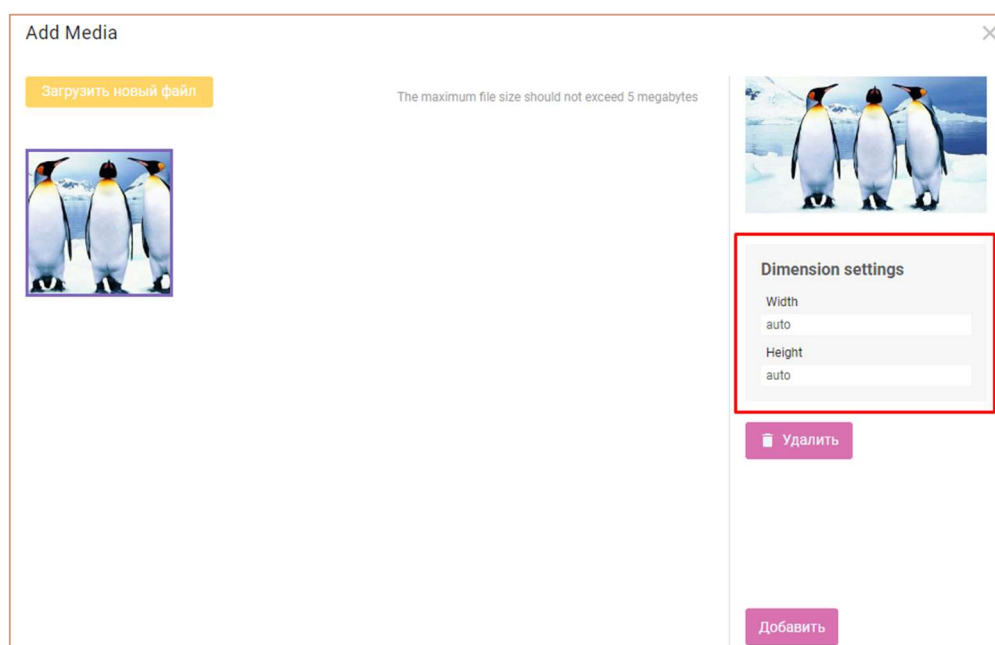 Add Media
Загрузить новый файл
The maximum file size should not exceed 5 megabytes
Dimension settings
Width
auto
Height
auto
Удалить
Добавить